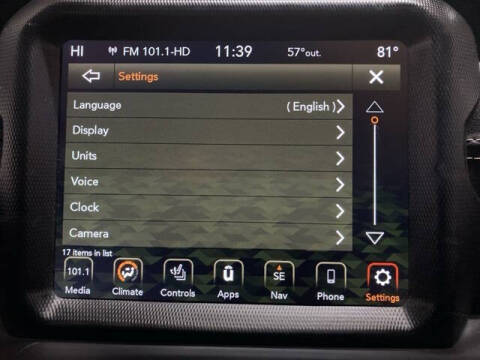 HI FM 101.1-HD 11:39 57°out. 81°
Settings
Language ( English )
Display
Units
Voice
Clock
Camera
17 items in list
101.1 SE
Media Climate Controls Apps Nav Phone Settings